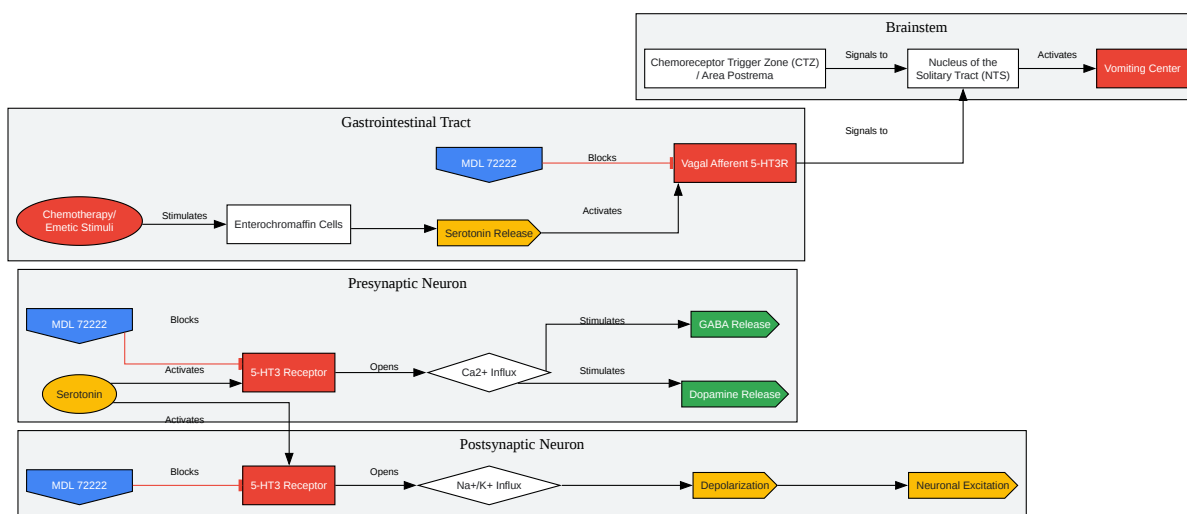 Brainstem
Chemoreceptor Trigger Zone (CTZ)
/ Area Postrema
Signals to
Nucleus of the
Solitary Tract (NTS)
Activates
Vomiting Center
Gastrointestinal Tract
MDL 72222
Blocks
Vagal Afferent 5-HT3R
Signals to
Chemotherapy/
Emetic Stimuli
Stimulates
Enterochromaffin Cells
Serotonin Release
Activates
Presynaptic Neuron
MDL 72222
Blocks
Serotonin
Activates
5-HT3 Receptor
Opens
Ca2+ Influx
Stimulates
GABA Release
Stimulates
Dopamine Release
Activates
Postsynaptic Neuron
MDL 72222
Blocks
5-HT3 Receptor
Opens
Na+/K+ Influx
Depolarization
Neuronal Excitation